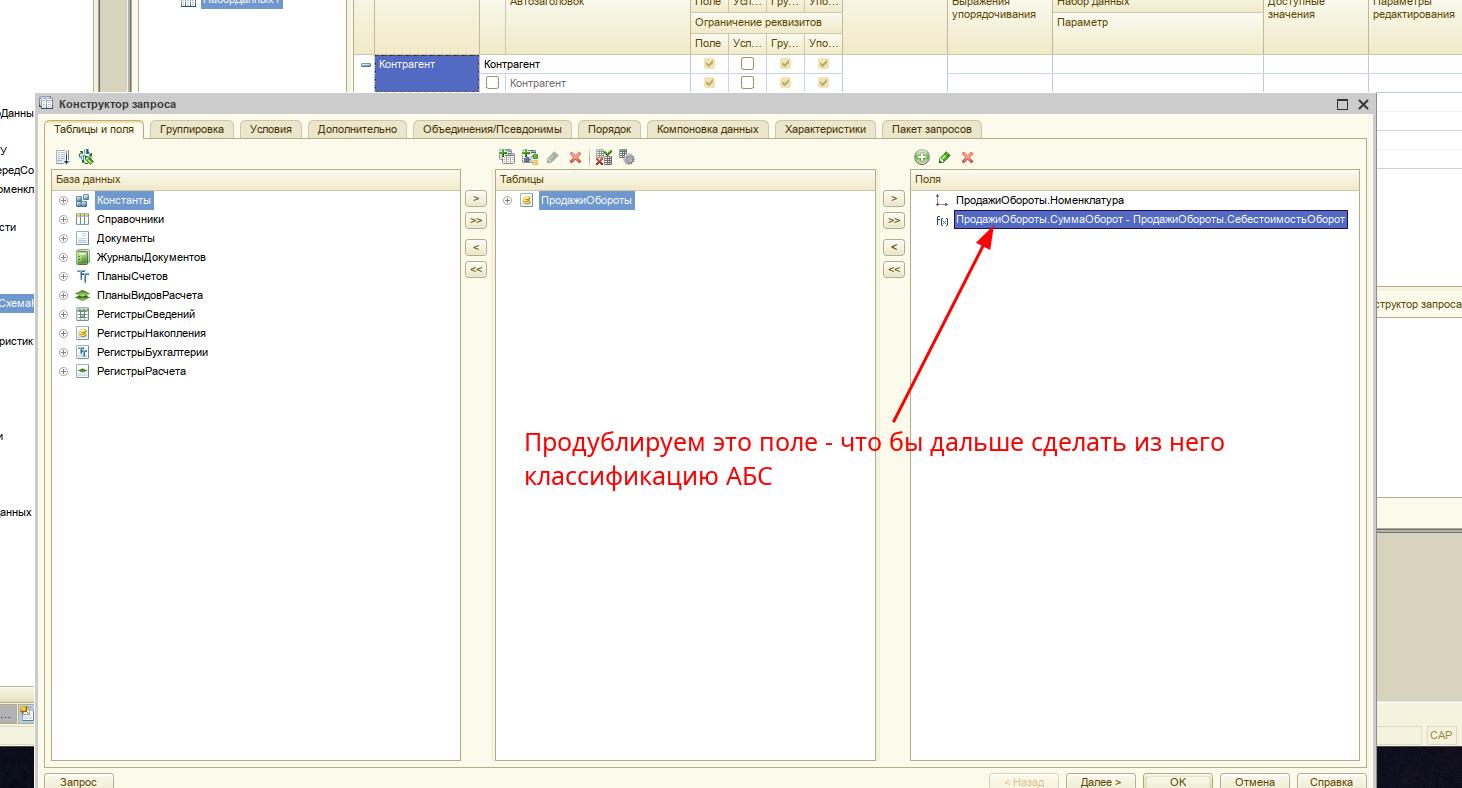 НаборДанных1
Автозаголовок
Поле
Усл...
Гру...
Упо...
Выражения упорядочивания
Набор данных
Доступные значения
Параметры редактирования
Ограничение реквизитов
Параметр
Поле
Усл...
Гру...
Упо...
Контрагент
Контрагент
Контрагент
Конструктор запроса
Таблицы и поля
Группировка
Условия
Дополнительно
Объединения/Псевдонимы
Порядок
Компоновка данных
Характеристики
Пакет запросов
База данных
Таблицы
Поля
Константы
Справочники
Документы
ЖурналыДокументов
ПланыСчетов
ПланыВидовРасчета
РегистрыСведений
РегистрыНакопления
РегистрыБухгалтерии
РегистрыРасчета
>
>>
<
<<
ПродажиОбороты
>
>>
<
<<
ПродажиОбороты.Номенклатура
ПродажиОбороты.СуммаОборот - ПродажиОбороты.СебестоимостьОборот
Продублируем это поле - что бы дальше сделать из него
классификацию АБС
Запрос
< Назад
Далее >
OK
Отмена
Справка
оДанны
У
ередСо
оменкл
сти
Схема
ристик
и
данных
...
структор запроса
CAP